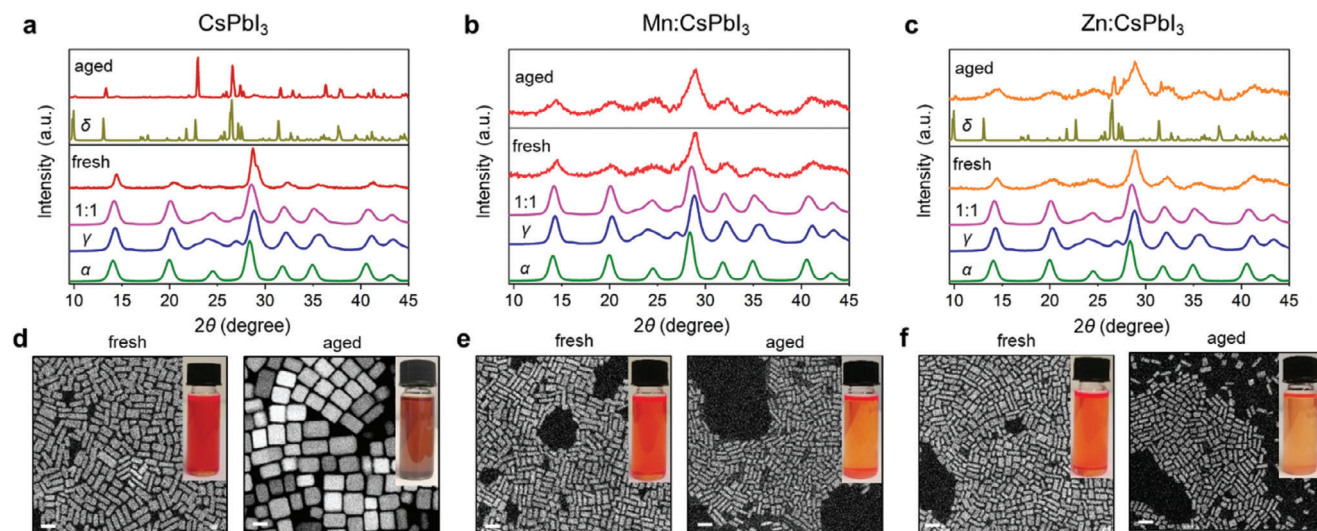 a CsPbI₃
Intensity (a.u.)
aged
δ
fresh
1:1
γ
α
10 15 20 25 30 35 40 45
2θ (degree)
b Mn:CsPbI₃
Intensity (a.u.)
aged
fresh
1:1
γ
α
10 15 20 25 30 35 40 45
2θ (degree)
c Zn:CsPbI₃
Intensity (a.u.)
aged
δ
fresh
1:1
γ
α
10 15 20 25 30 35 40 45
2θ (degree)
d fresh aged
e fresh aged
f fresh aged